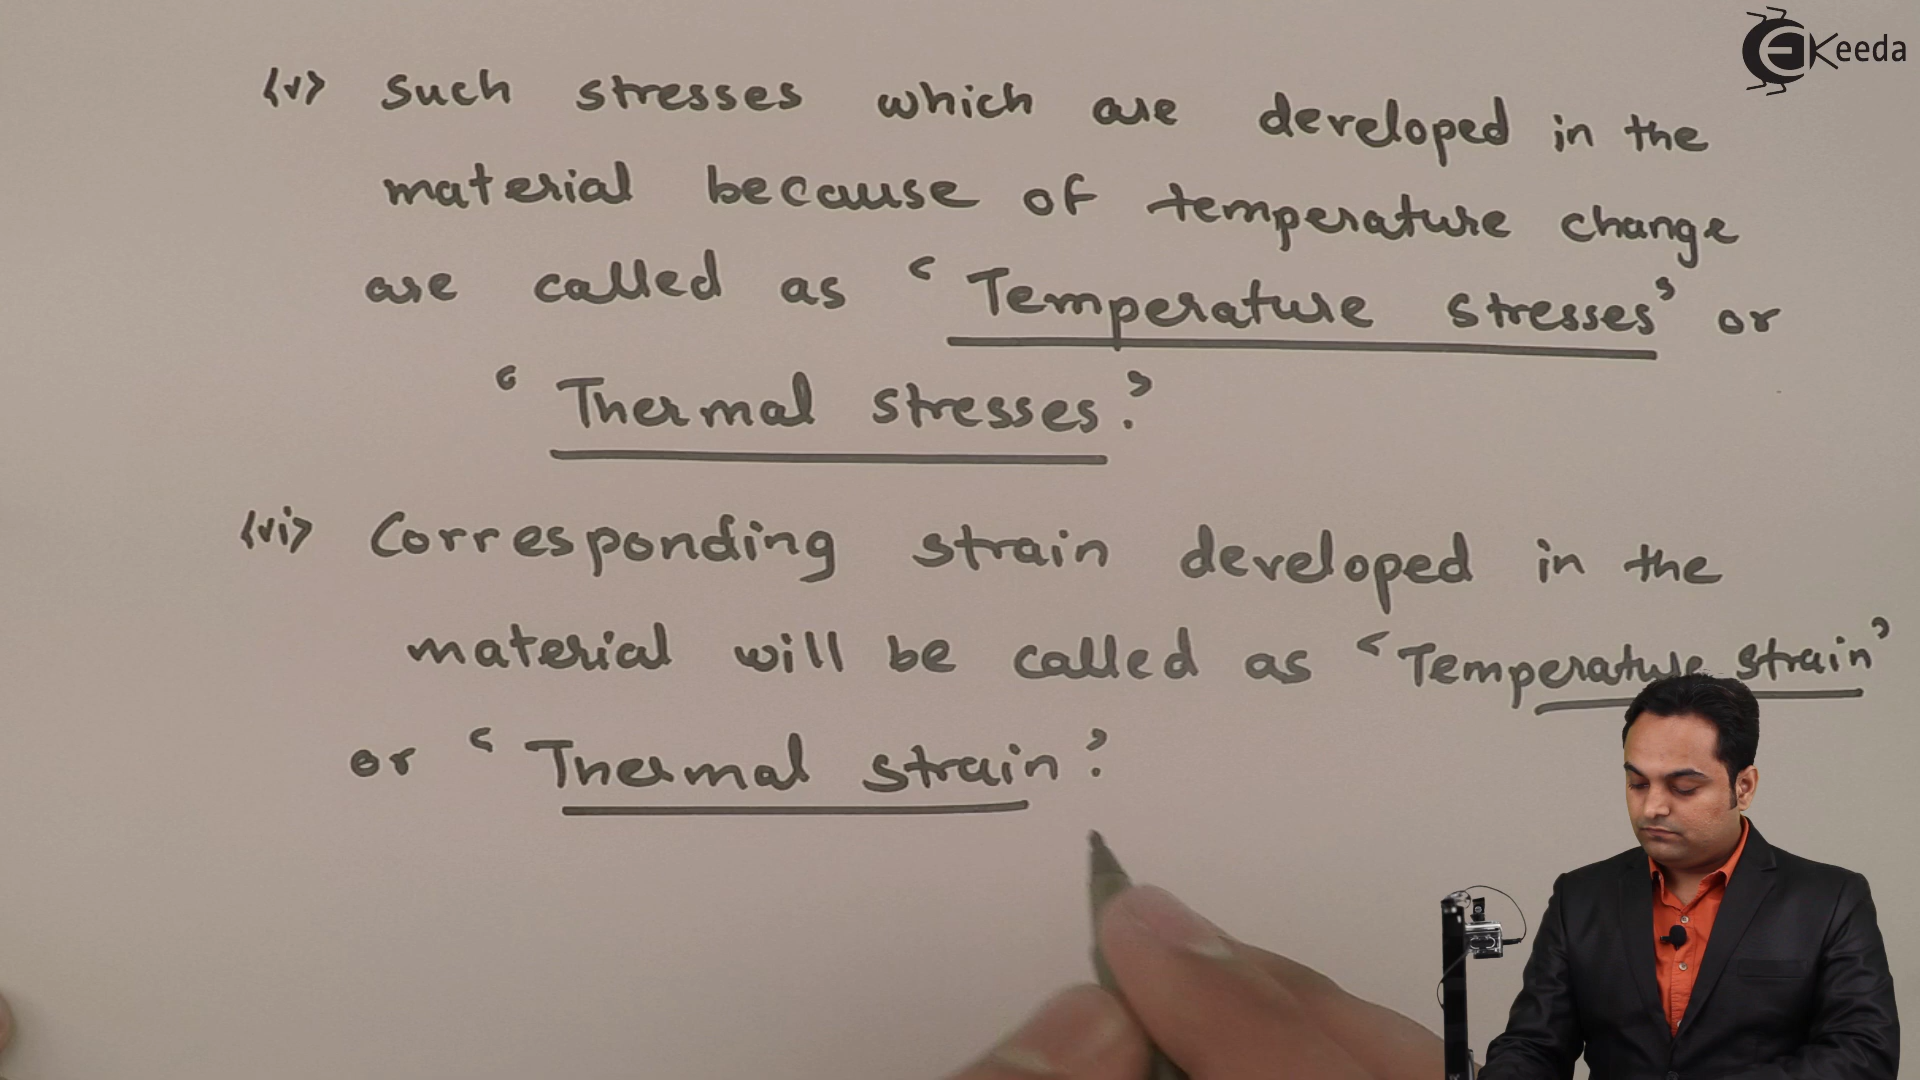 Keeda
(v) Such stresses which are developed in the
material because of temperature change
are called as ‘Temperature stresses’ or
‘Thermal stresses.’
(vi) Corresponding strain developed in the
material will be called as ‘Temperature strain’
or ‘Thermal strain.’